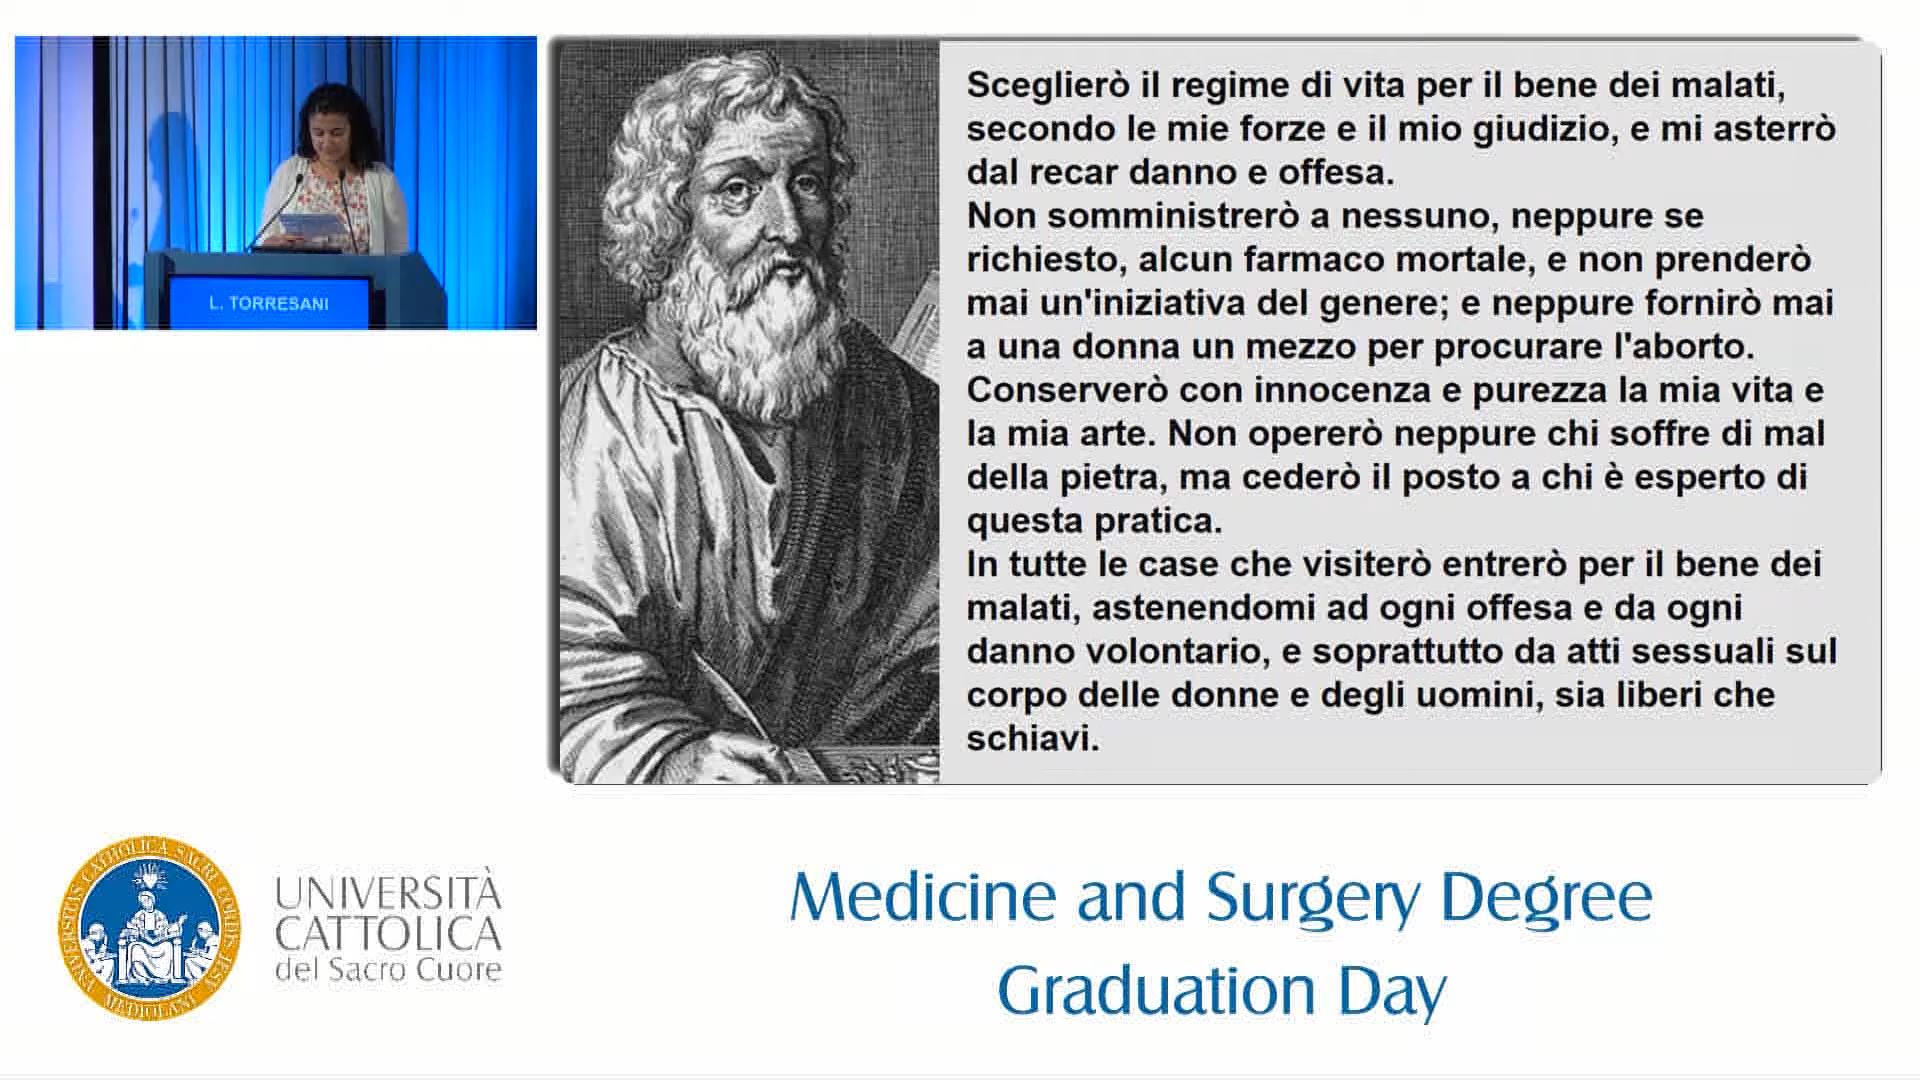 L. TORRESANI
Sceglierò il regime di vita per il bene dei malati,
secondo le mie forze e il mio giudizio, e mi asterrò
dal recar danno e offesa.
Non somministrerò a nessuno, neppure se
richiesto, alcun farmaco mortale, e non prenderò
mai un'iniziativa del genere; e neppure fornirò mai
a una donna un mezzo per procurare l'aborto.
Conserverò con innocenza e purezza la mia vita e
la mia arte. Non opererò neppure chi soffre di mal
della pietra, ma cederò il posto a chi è esperto di
questa pratica.
In tutte le case che visiterò entrerò per il bene dei
malati, astenendomi ad ogni offesa e da ogni
danno volontario, e soprattutto da atti sessuali sul
corpo delle donne e degli uomini, sia liberi che
schiavi.
UNIVERSITAS CATHOLICA SACRI CORDIS JESU
MEDIOLANI
UNIVERSITÀ
CATTOLICA
del Sacro Cuore
Medicine and Surgery Degree
Graduation Day